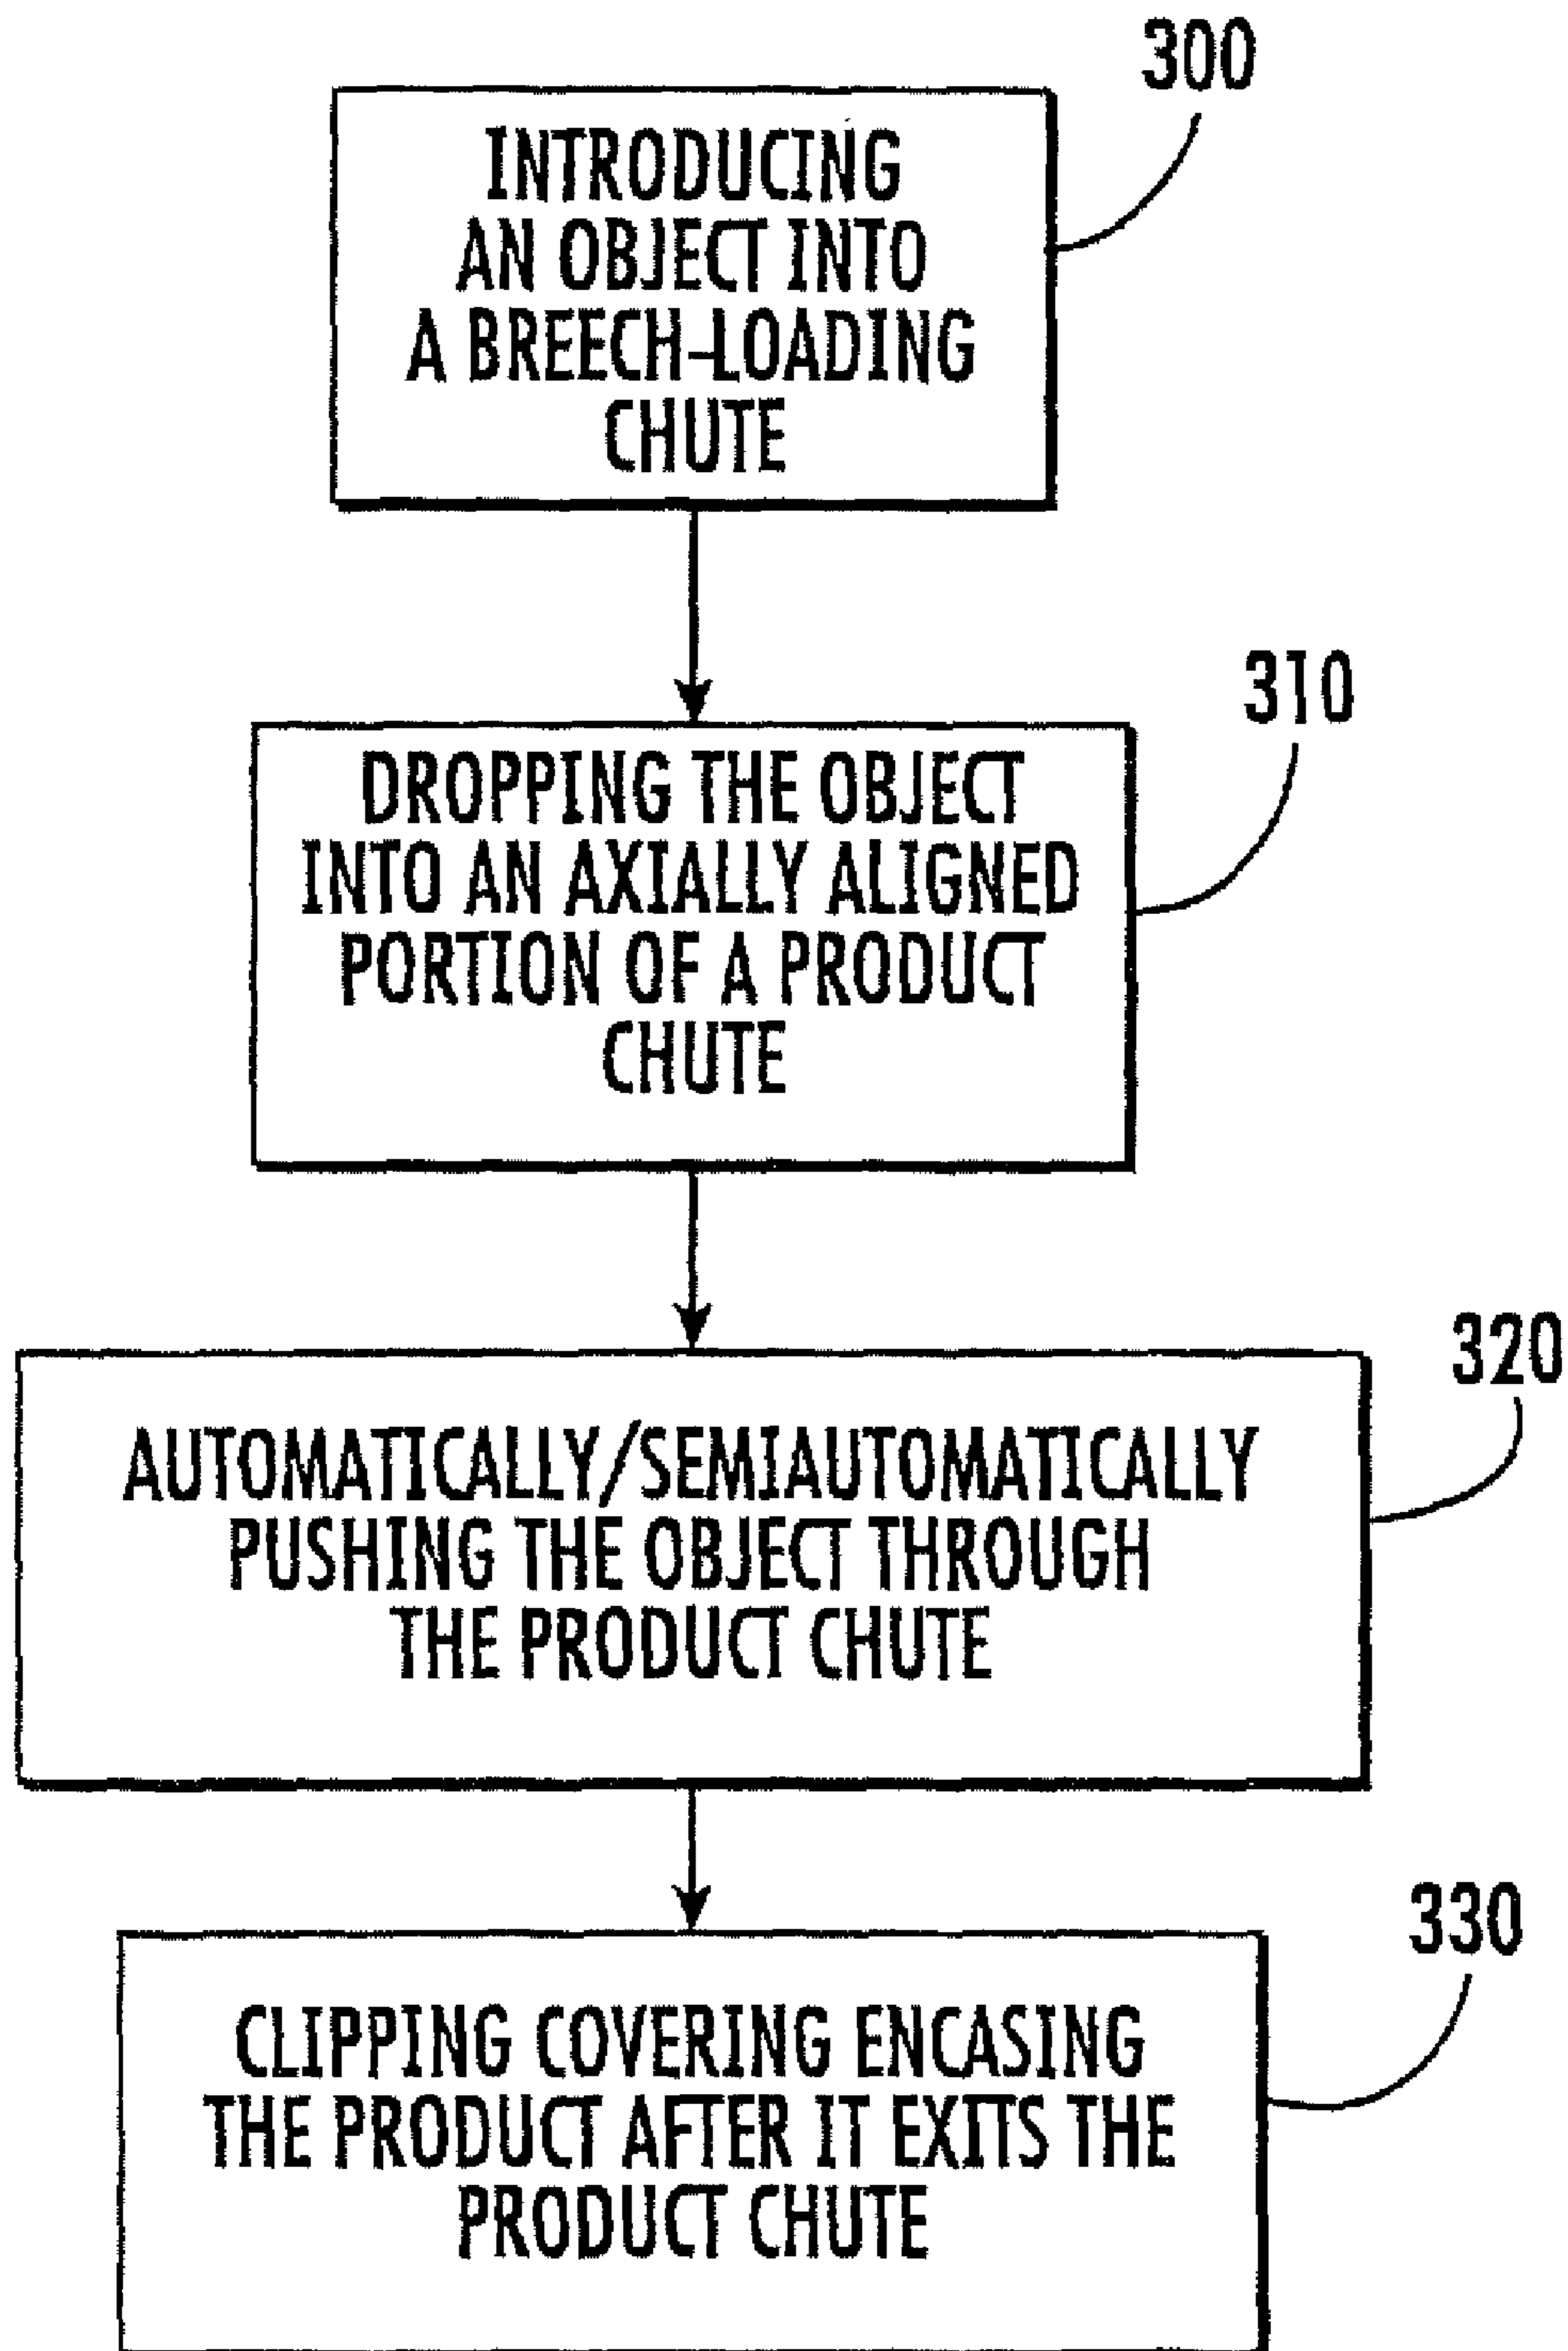 300
INTRODUCING
AN OBJECT INTO
A BREECH-LOADING
CHUTE
310
DROPPING THE OBJECT
INTO AN AXIALLY ALIGNED
PORTION OF A PRODUCT
CHUTE
320
AUTOMATICALLY/SEMIAUTOMATICALLY
PUSHING THE OBJECT THROUGH
THE PRODUCT CHUTE
330
CLIPPING COVERING ENCASING
THE PRODUCT AFTER IT EXITS THE
PRODUCT CHUTE